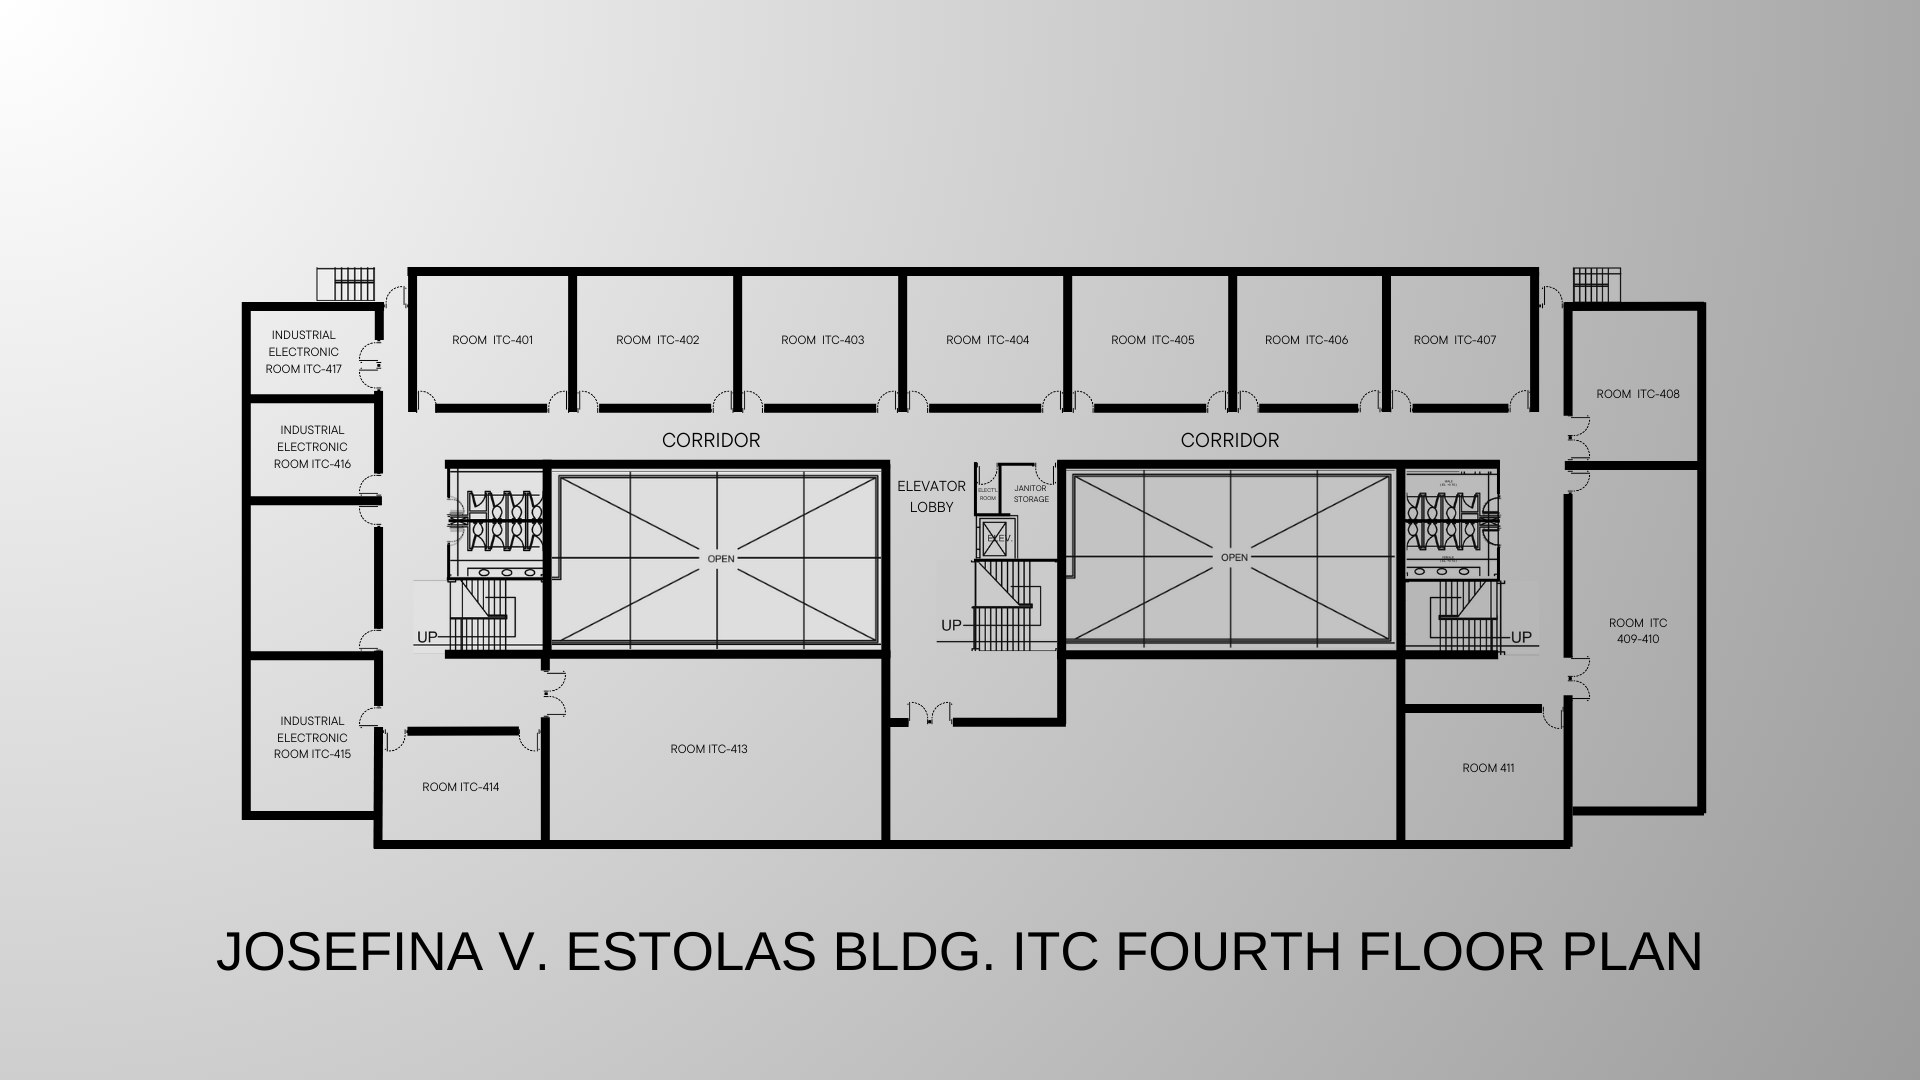 INDUSTRIAL
ELECTRONIC
ROOM ITC-417
ROOM ITC-401
ROOM ITC-402
ROOM ITC-403
ROOM ITC-404
ROOM ITC-405
ROOM ITC-406
ROOM ITC-407
ROOM ITC-408
INDUSTRIAL
ELECTRONIC
ROOM ITC-416
CORRIDOR
CORRIDOR
ELEVATOR
LOBBY
ROOM
JANITOR
STORAGE
ELEV.
OPEN
OPEN
UP
UP
UP
ROOM ITC
409-410
INDUSTRIAL
ELECTRONIC
ROOM ITC-415
ROOM ITC-414
ROOM ITC-413
ROOM 411
JOSEFINA V. ESTOLAS BLDG. ITC FOURTH FLOOR PLAN